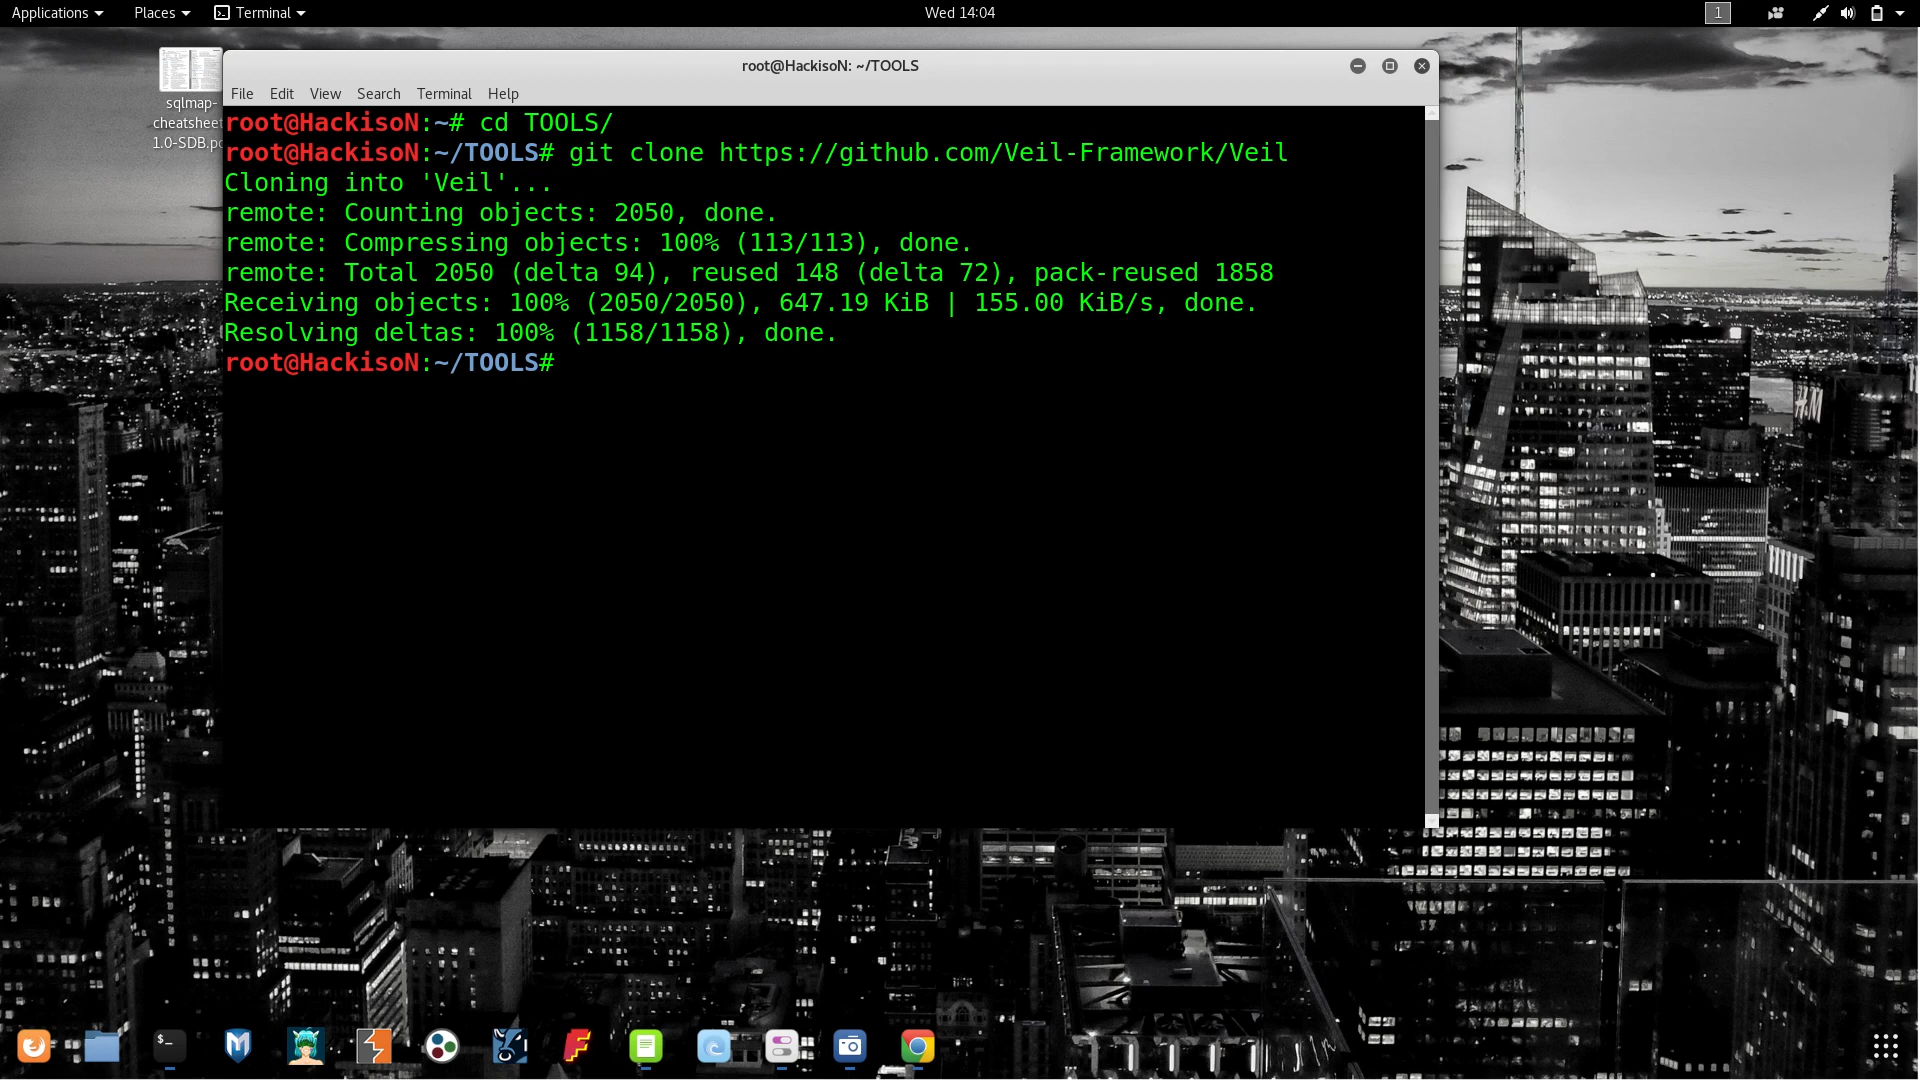 Applications Places Terminal Wed 14:04 1
sqlmap-
cheatsheet
1.0-SDB.p
root@HackisoN: ~/TOOLS
File Edit View Search Terminal Help
root@HackisoN:~# cd TOOLS/
root@HackisoN:~/TOOLS# git clone https://github.com/Veil-Framework/Veil
Cloning into 'Veil'...
remote: Counting objects: 2050, done.
remote: Compressing objects: 100% (113/113), done.
remote: Total 2050 (delta 94), reused 148 (delta 72), pack-reused 1858
Receiving objects: 100% (2050/2050), 647.19 KiB | 155.00 KiB/s, done.
Resolving deltas: 100% (1158/1158), done.
root@HackisoN:~/TOOLS#
H&M